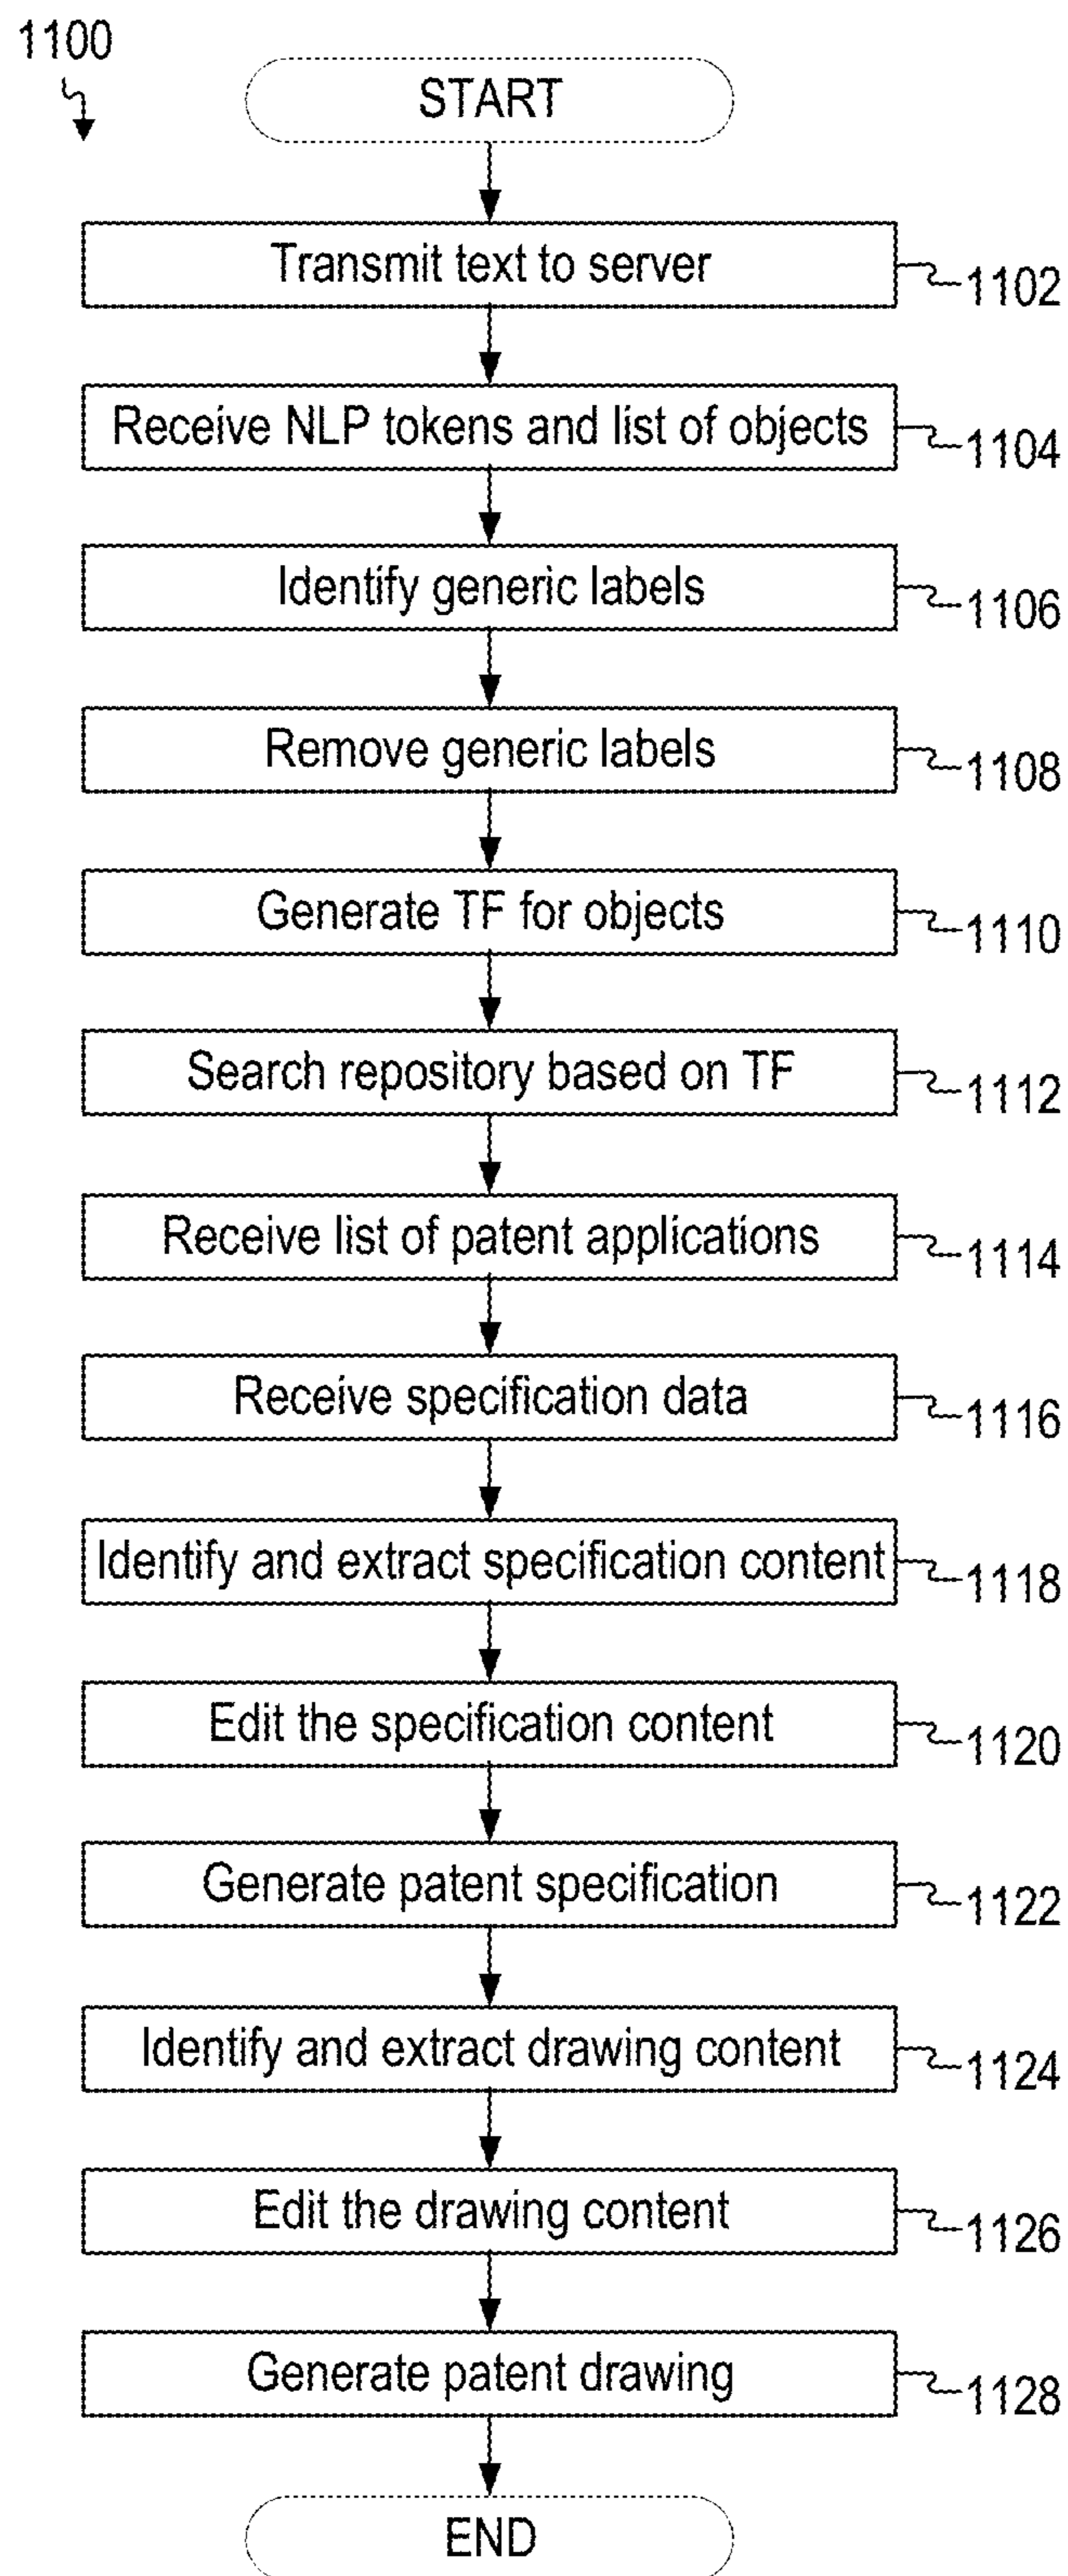 1100
START
Transmit text to server
1102
Receive NLP tokens and list of objects
1104
Identify generic labels
1106
Remove generic labels
1108
Generate TF for objects
1110
Search repository based on TF
1112
Receive list of patent applications
1114
Receive specification data
1116
Identify and extract specification content
1118
Edit the specification content
1120
Generate patent specification
1122
Identify and extract drawing content
1124
Edit the drawing content
1126
Generate patent drawing
1128
END